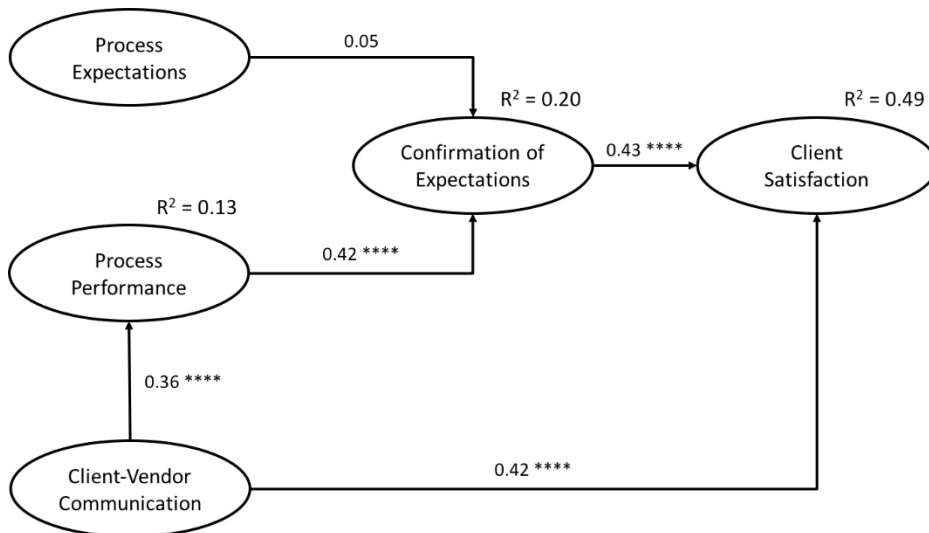 Process
Expectations
0.05
R² = 0.20
R² = 0.49
Confirmation of
Expectations
0.43 ****
Client
Satisfaction
R² = 0.13
Process
Performance
0.42 ****
0.36 ****
Client-Vendor
Communication
0.42 ****